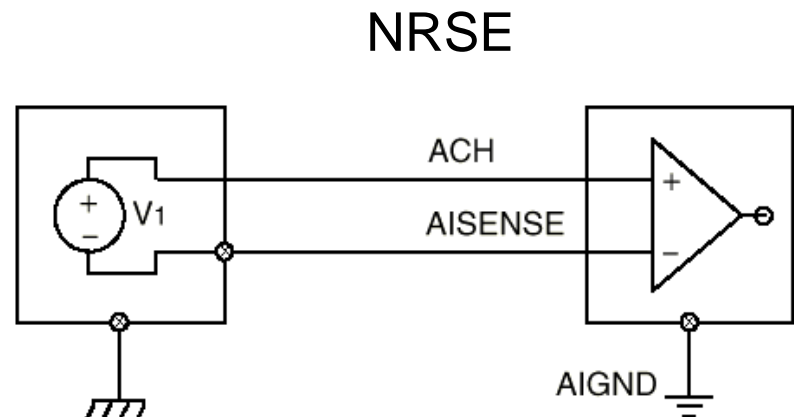 NRSE
ACH
+
+
V1
AISENSE
−
−
AIGND